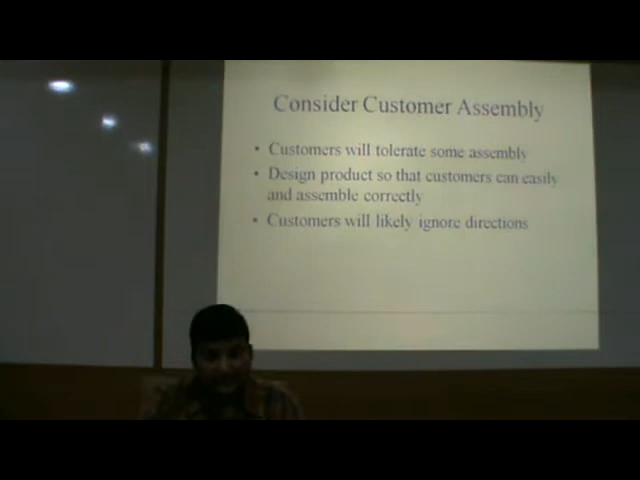 Consider Customer Assembly
• Customers will tolerate some assembly
• Design product so that customers can easily
and assemble correctly
• Customers will likely ignore directions